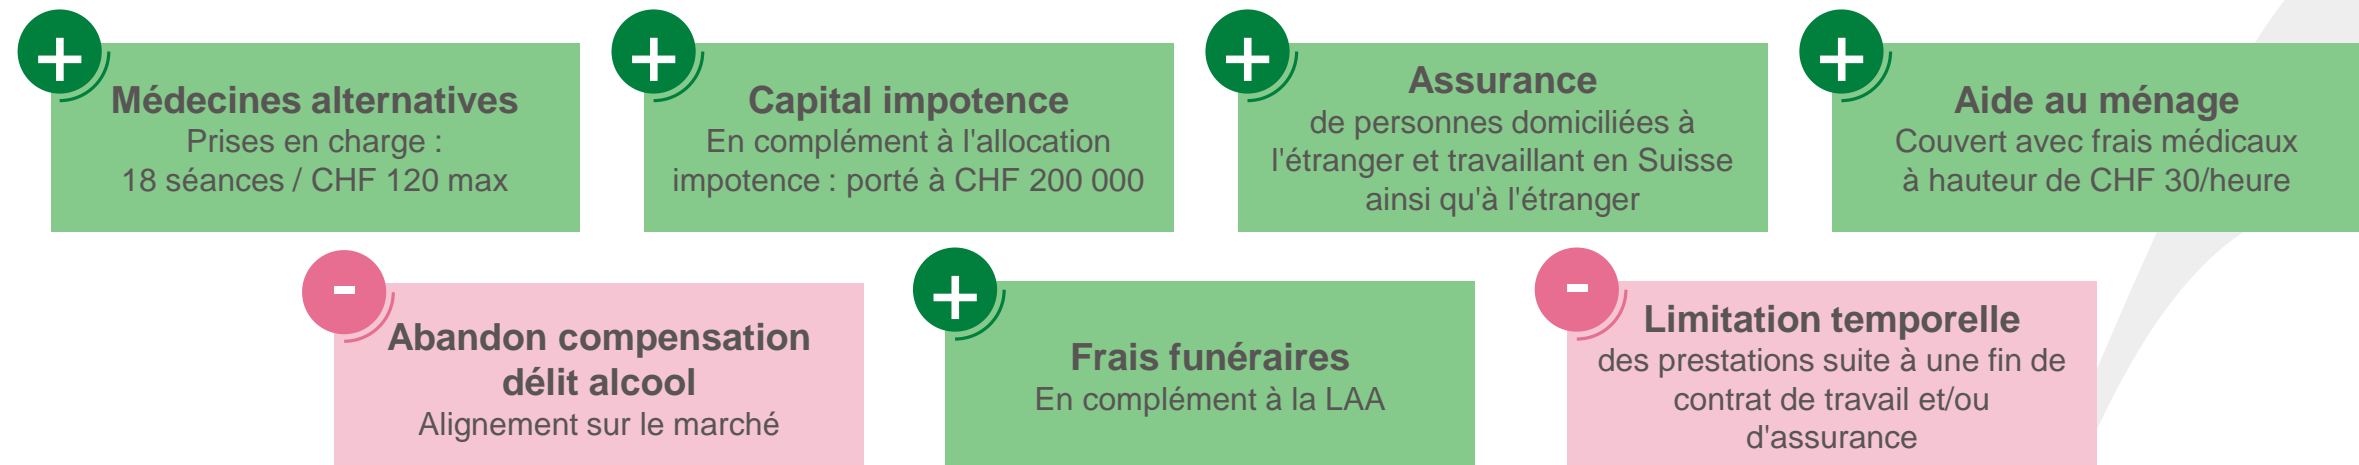 +
Médecines alternatives
Prises en charge :
18 séances / CHF 120 max
+
Capital impotence
En complément à l'allocation
impotence : porté à CHF 200 000
+
Assurance
de personnes domiciliées à
l'étranger et travaillant en Suisse
ainsi qu'à l'étranger
+
Aide au ménage
Couvert avec frais médicaux
à hauteur de CHF 30/heure
-
Abandon compensation
délit alcool
Alignement sur le marché
+
Frais funéraires
En complément à la LAA
-
Limitation temporelle
des prestations suite à une fin de
contrat de travail et/ou
d'assurance